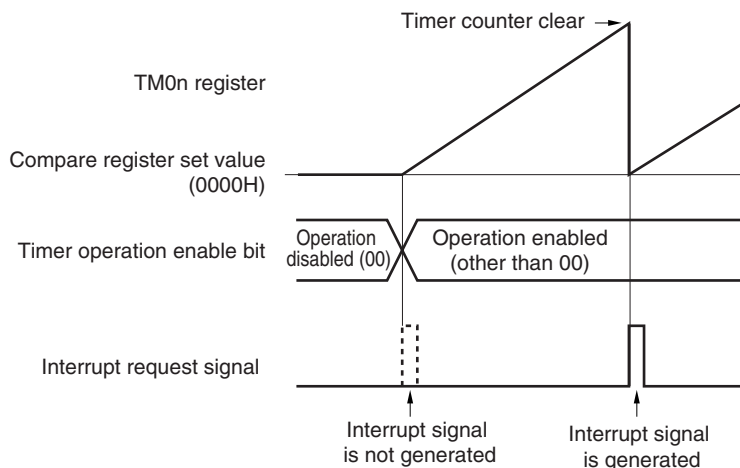 Timer counter clear
TM0n register
Compare register set value
(0000H)
Timer operation enable bit
Operation
disabled (00)
Operation enabled
(other than 00)
Interrupt request signal
Interrupt signal
is not generated
Interrupt signal
is generated